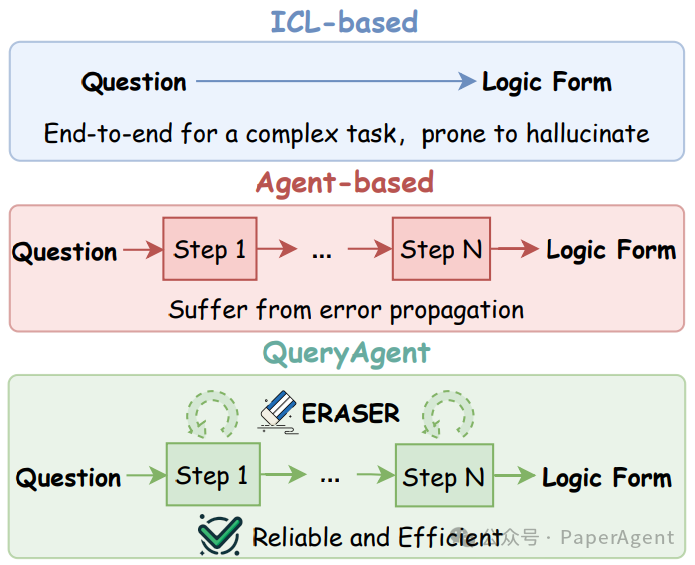 ICL-based
Question Logic Form
End-to-end for a complex task, prone to hallucinate
Agent-based
Question Step 1 ... Step N Logic Form
Suffer from error propagation
QueryAgent
ERASER
Question Step 1 ... Step N Logic Form
Reliable and Efficient
公众号 · PaperAgent